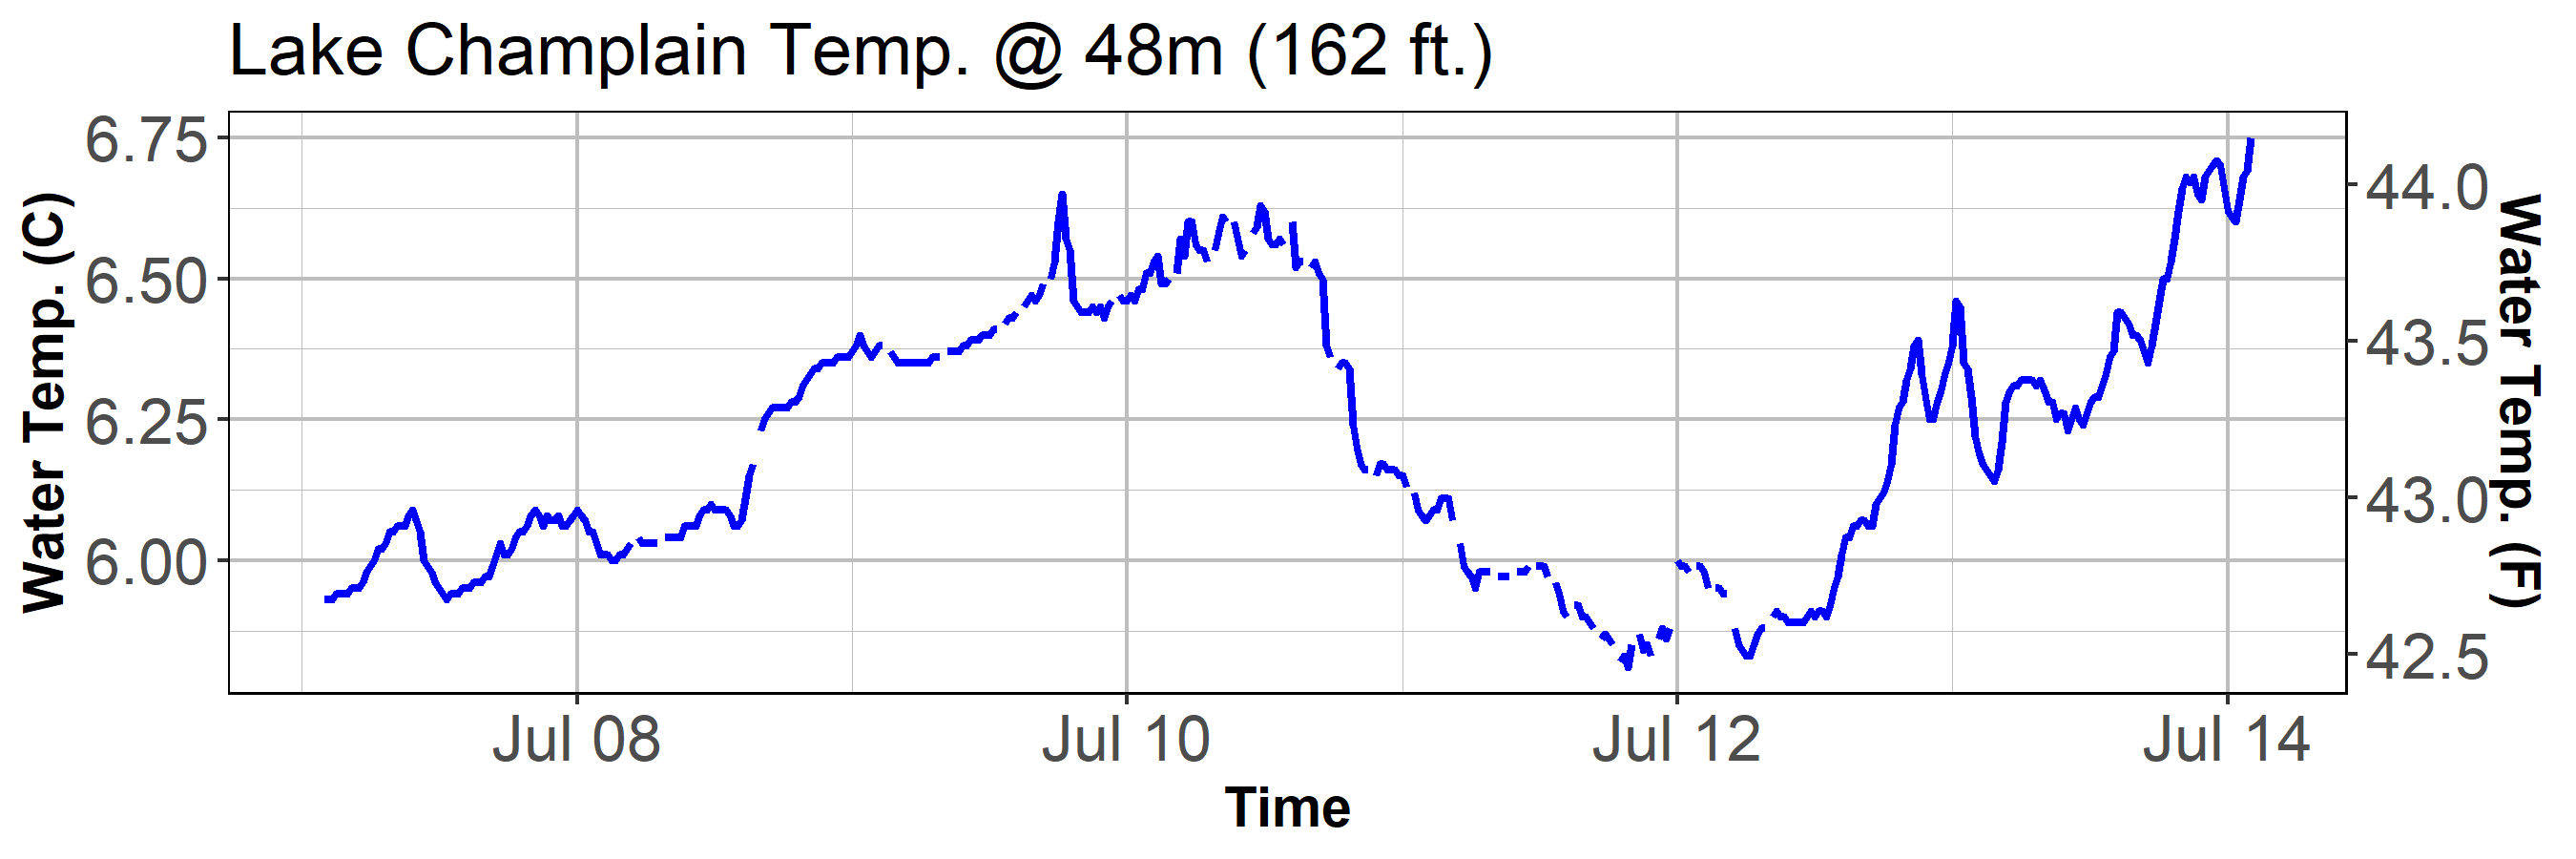 Lake Champlain Temp. @ 48m (162 ft.)
Water Temp. (C)
6.75
6.50
6.25
6.00
44.0
43.5
43.0
42.5
Water Temp. (F)
Jul 08 Jul 10 Jul 12 Jul 14
Time